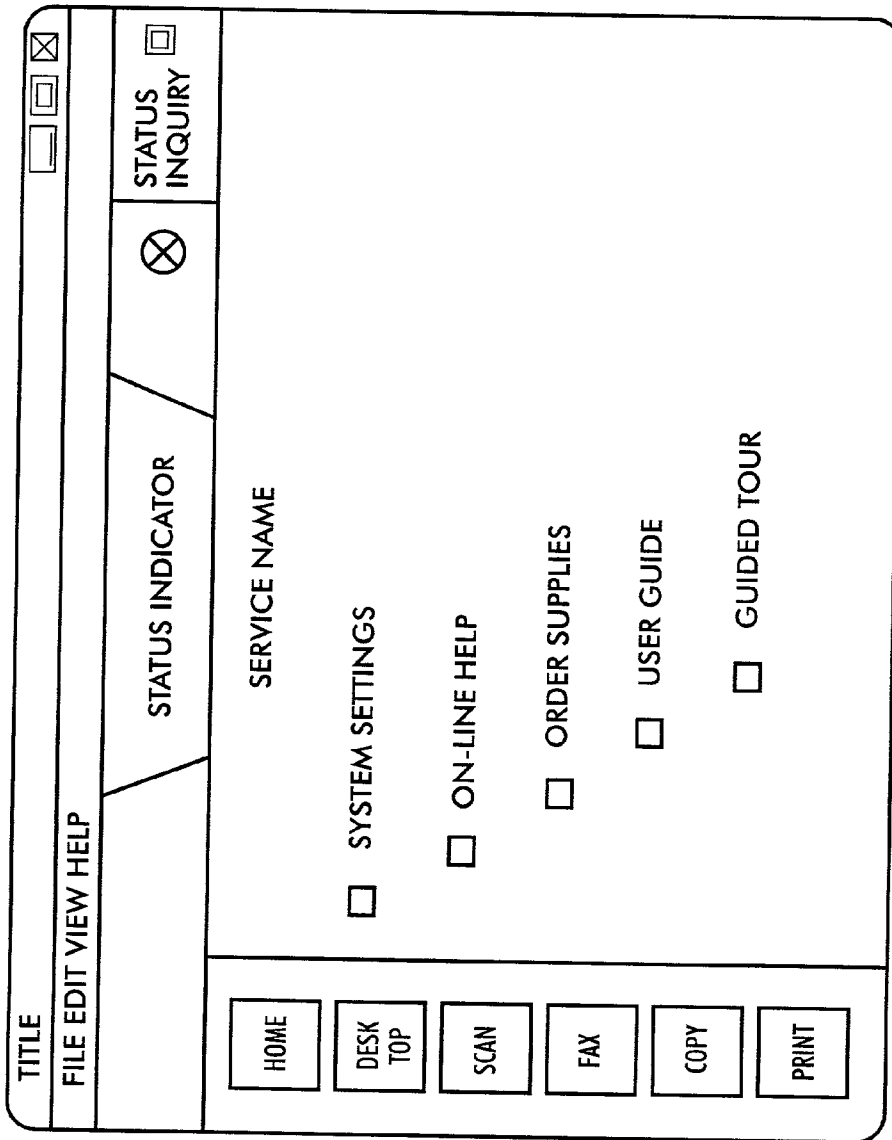 TITLE
FILE EDIT VIEW HELP
STATUS INDICATOR
STATUS
INQUIRY
HOME
DESK
TOP
SCAN
FAX
COPY
PRINT
SERVICE NAME
SYSTEM SETTINGS
ON-LINE HELP
ORDER SUPPLIES
USER GUIDE
GUIDED TOUR